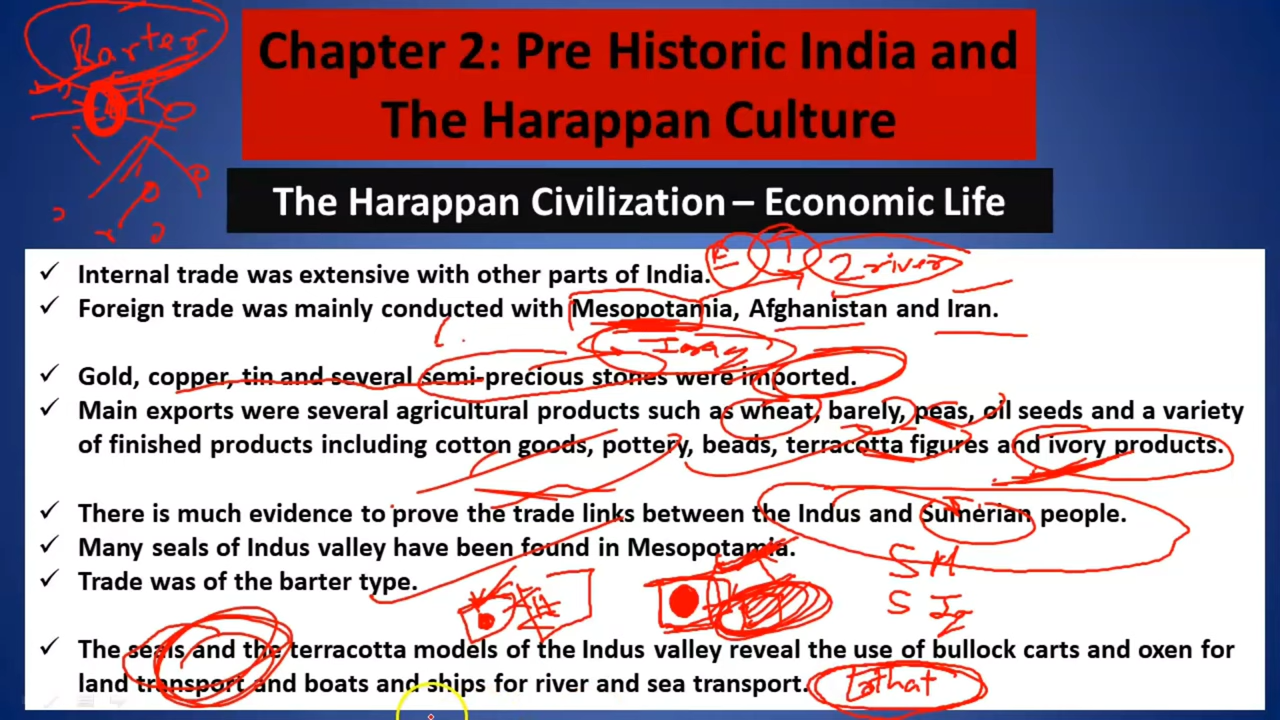 Barter
Chapter 2: Pre Historic India and
The Harappan Culture
The Harappan Civilization – Economic Life
E T 2 river
✓ Internal trade was extensive with other parts of India.
✓ Foreign trade was mainly conducted with Mesopotamia, Afghanistan and Iran.
Iraq
✓ Gold, copper, tin and several semi-precious stones were imported.
✓ Main exports were several agricultural products such as wheat, barely, peas, oil seeds and a variety
of finished products including cotton goods, pottery, beads, terracotta figures and ivory products.
✓ There is much evidence to prove the trade links between the Indus and Sumerian people.
✓ Many seals of Indus valley have been found in Mesopotamia.
S M
✓ Trade was of the barter type.
S I
✓ The seals and the terracotta models of the Indus valley reveal the use of bullock carts and oxen for
land transport and boats and ships for river and sea transport.